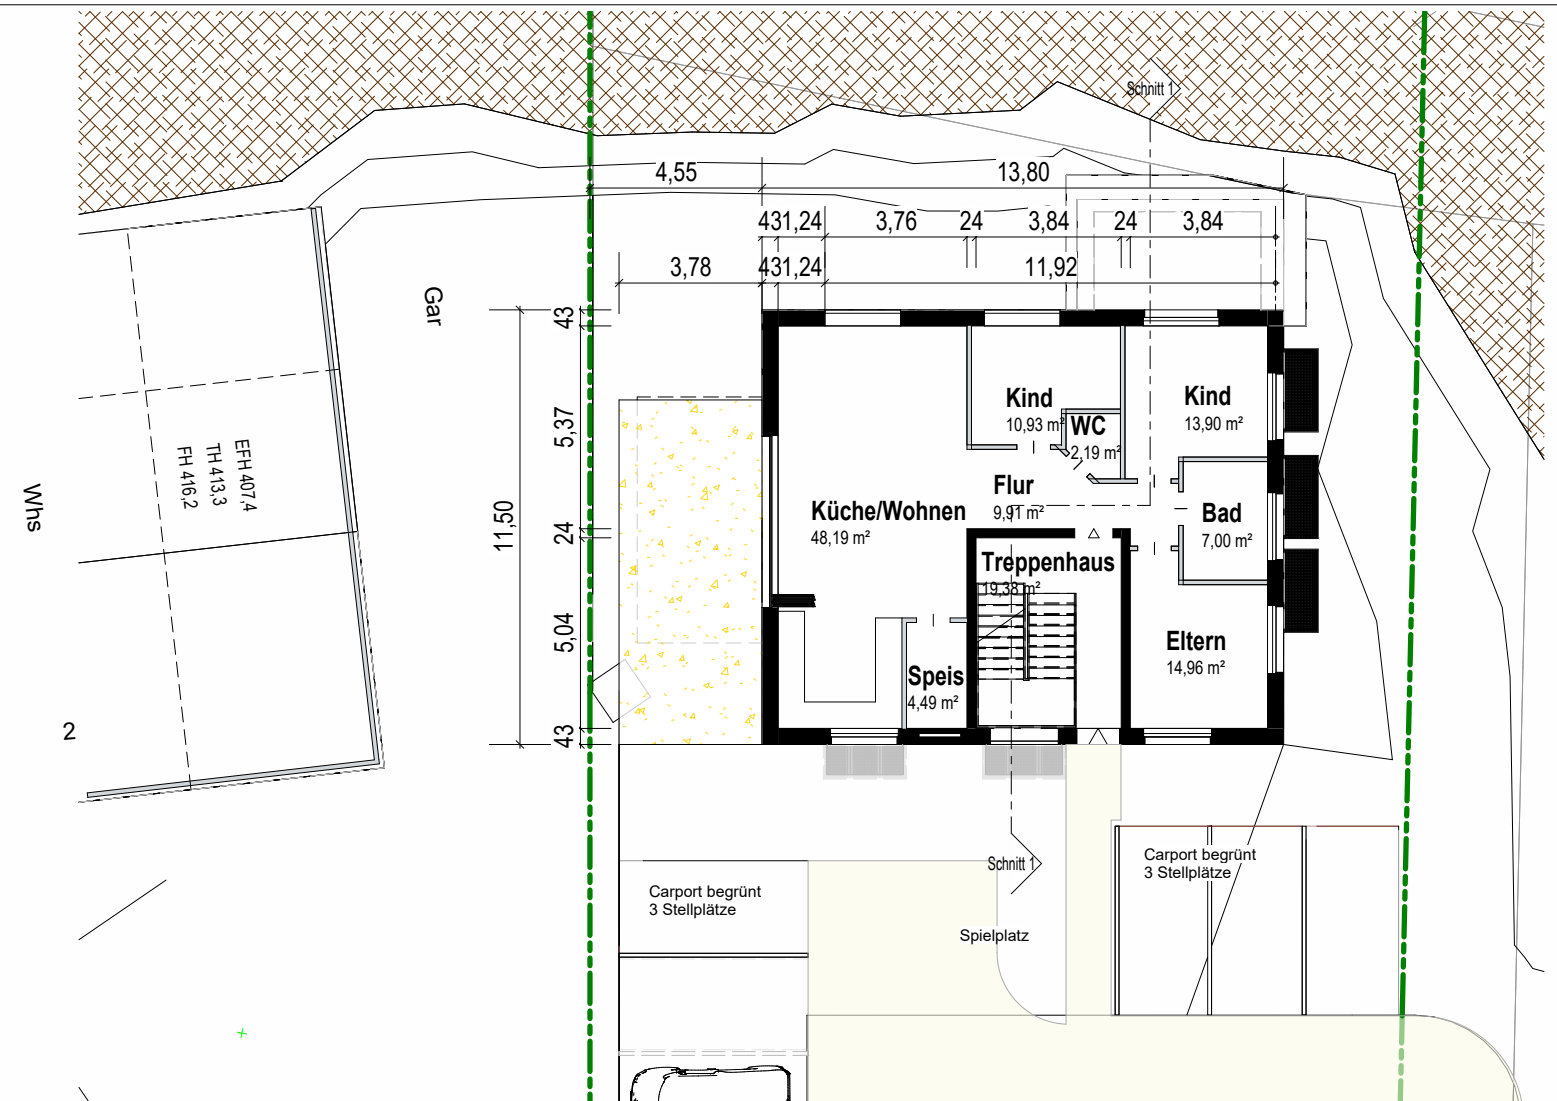 Schnitt 1
4,55
13,80
43
1,24
3,76
24
3,84
24
3,84
3,78
43
1,24
11,92
Gar
43
5,37
11,50
24
5,04
43
EFH 407,4
TH 413,3
FH 416,2
Whs
2
Kind
10,93 m²
WC
2,19 m²
Kind
13,90 m²
Flur
9,91 m²
Küche/Wohnen
48,19 m²
Bad
7,00 m²
Treppenhaus
19,38 m²
Eltern
14,96 m²
Speis
4,49 m²
Schnitt 1
Carport begrünt
3 Stellplätze
Carport begrünt
3 Stellplätze
Spielplatz